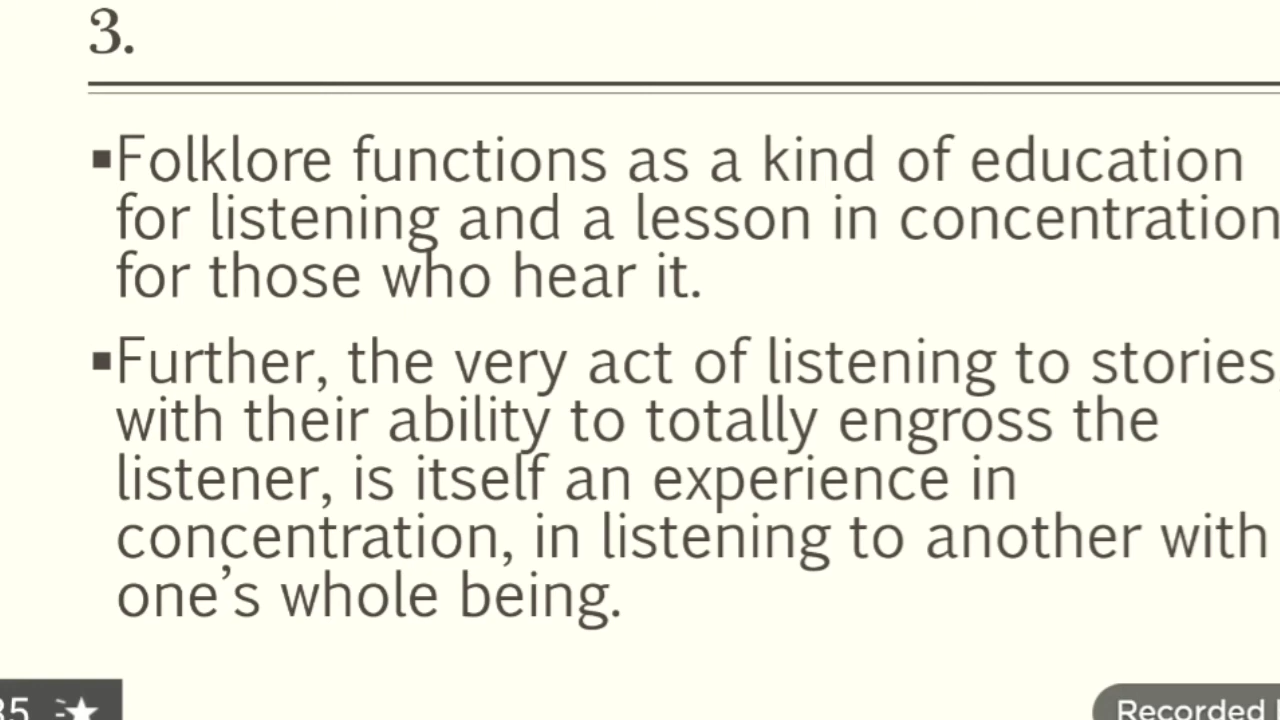 3.
▪Folklore functions as a kind of education
for listening and a lesson in concentration
for those who hear it.
▪Further, the very act of listening to stories
with their ability to totally engross the
listener, is itself an experience in
concentration, in listening to another with
one’s whole being.
35
Recorded